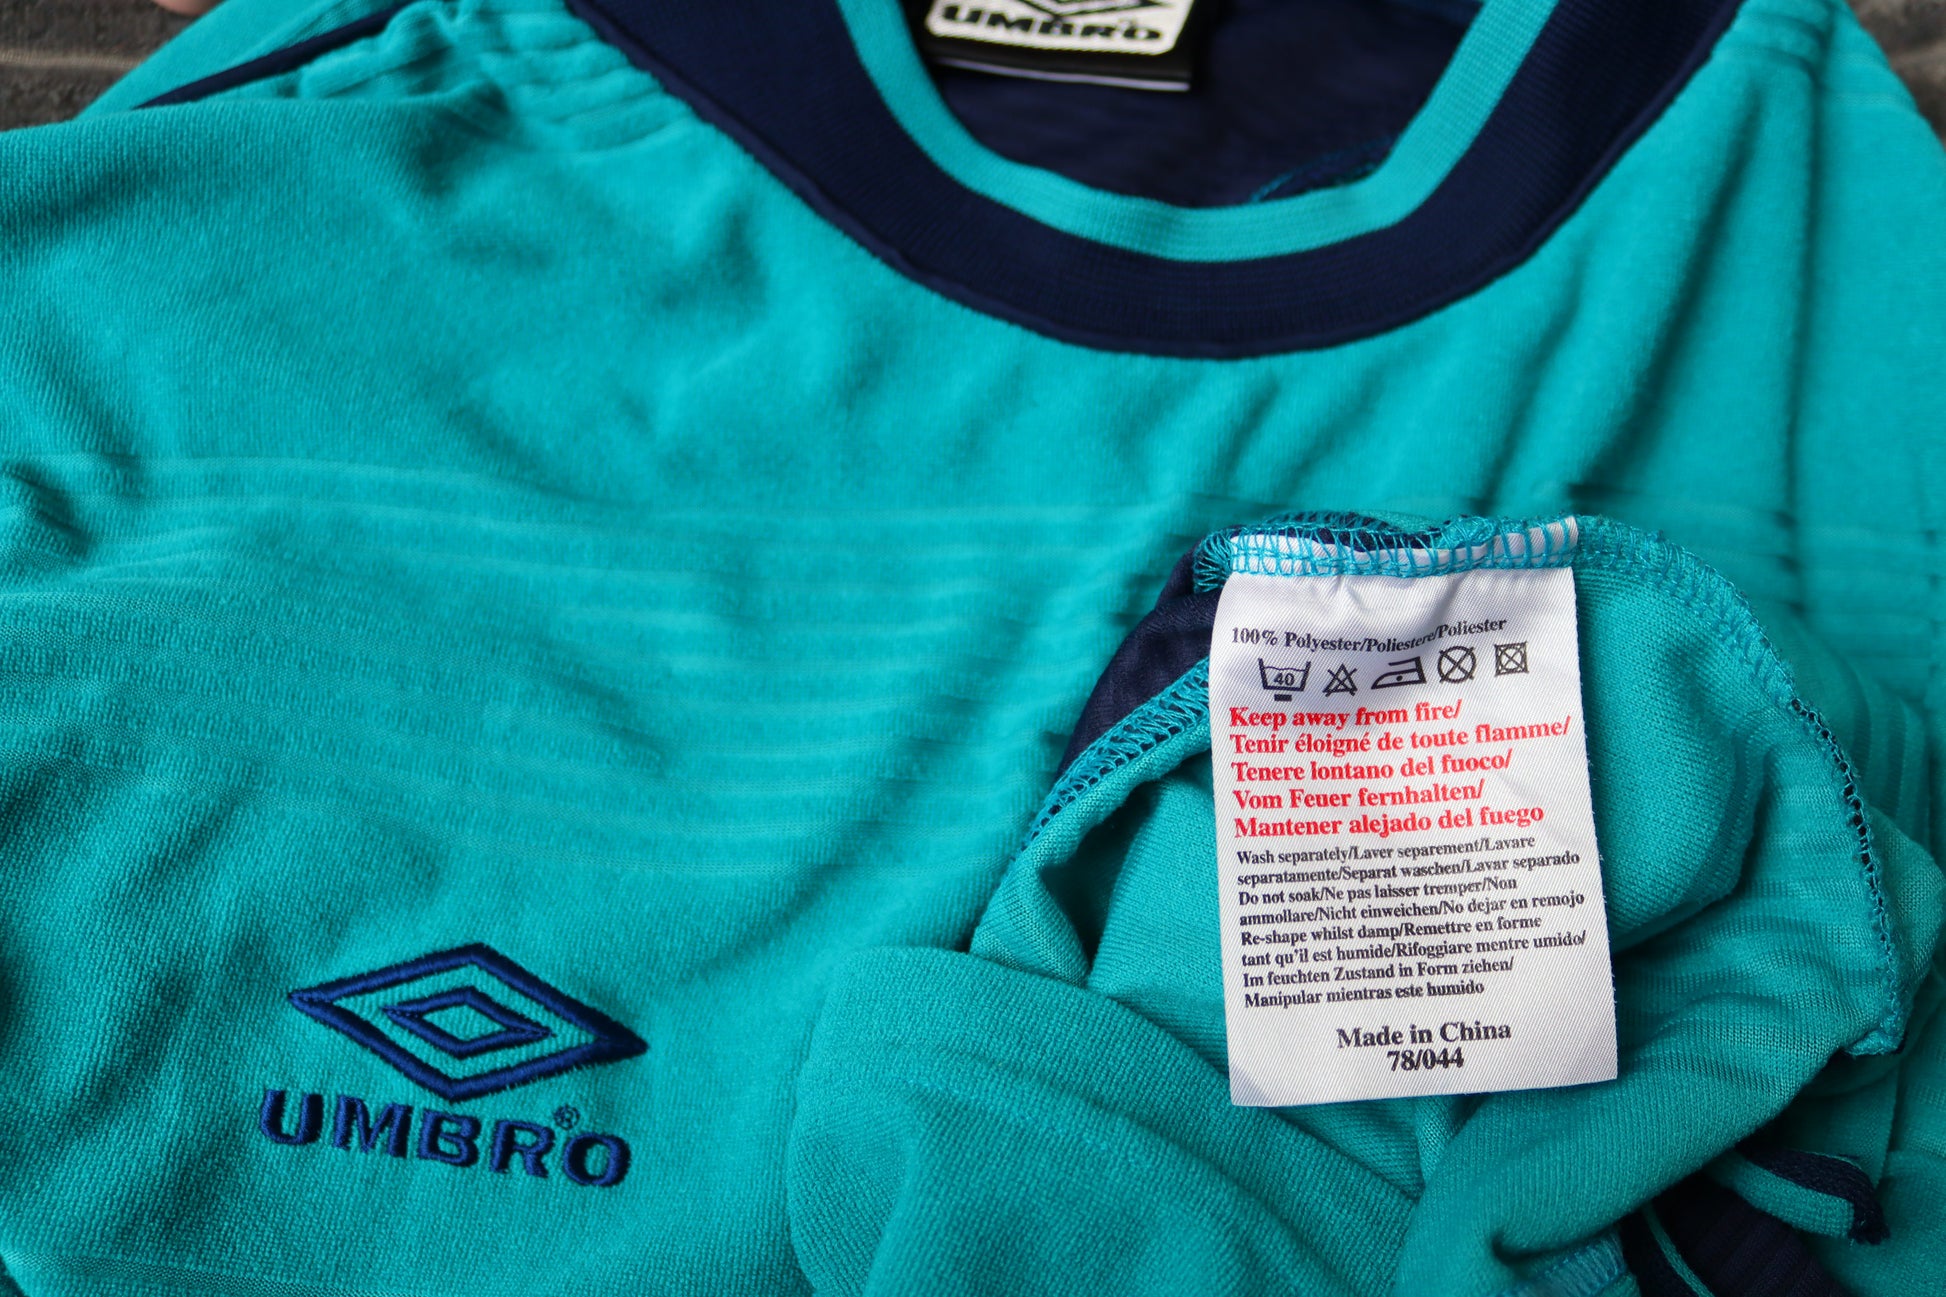 UMBRO
100% Polyester/Poliestere/Poliester
40
Keep away from fire/
Tenir éloigné de toute flamme/
Tenere lontano del fuoco/
Vom Feuer fernhalten/
Mantener alejado del fuego
Wash separately/Laver separement/Lavare
separatamente/Separat waschen/Lavar separado
Do not soak/Ne pas laisser tremper/Non
ammollare/Nicht einweichen/No dejar en remojo
Re-shape whilst damp/Remettre en forme
tant qu'il est humide/Rifoggiare mentre umido/
Im feuchten Zustand in Form ziehen/
Manipular mientras este humido
Made in China
78/044
UMBRO®